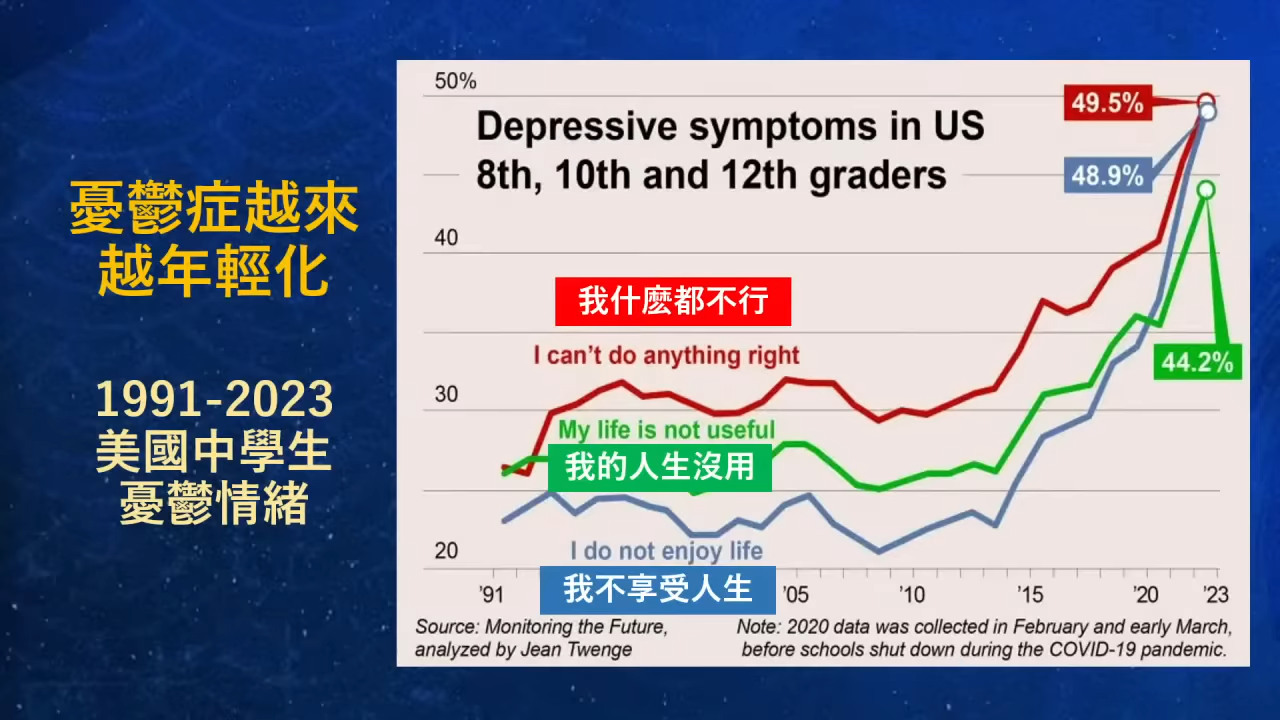 憂鬱症越來
越年輕化
1991-2023
美國中學生
憂鬱情緒
50%
Depressive symptoms in US
8th, 10th and 12th graders
49.5%
48.9%
40
我什麽都不行
I can't do anything right
44.2%
30
My life is not useful
我的人生沒用
I do not enjoy life
20
我不享受人生
'91
'05
'10
'15
'20
'23
Source: Monitoring the Future,
analyzed by Jean Twenge
Note: 2020 data was collected in February and early March,
before schools shut down during the COVID-19 pandemic.